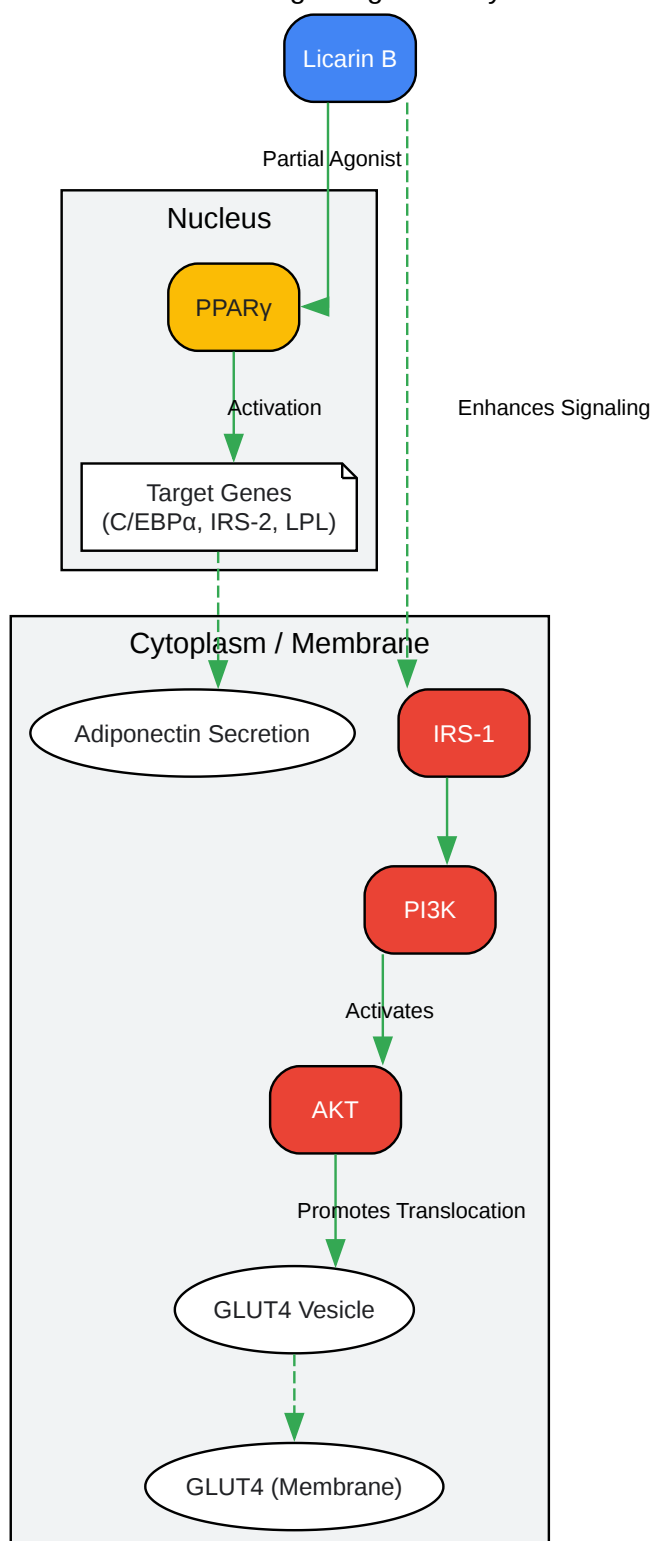 Licarin B
Partial Agonist
Nucleus
PPARγ
Activation
Enhances Signaling
Target Genes
(C/EBPα, IRS-2, LPL)
Cytoplasm / Membrane
Adiponectin Secretion
IRS-1
PI3K
Activates
AKT
Promotes Translocation
GLUT4 Vesicle
GLUT4 (Membrane)